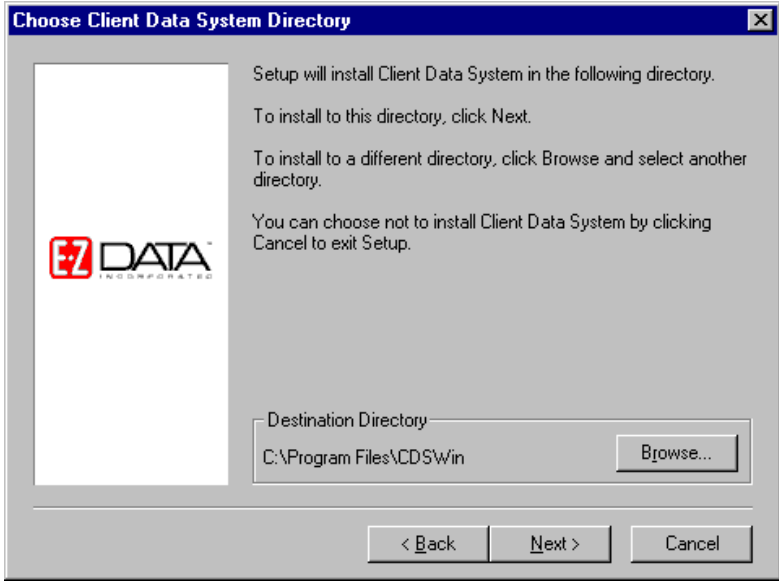 Choose Client Data System Directory
Setup will install Client Data System in the following directory.
To install to this directory, click Next.
To install to a different directory, click Browse and select another
directory.
You can choose not to install Client Data System by clicking
Cancel to exit Setup.
E·Z DATA™
INCORPORATED
Destination Directory
C:\Program Files\CDSWin
Browse...
< Back
Next >
Cancel